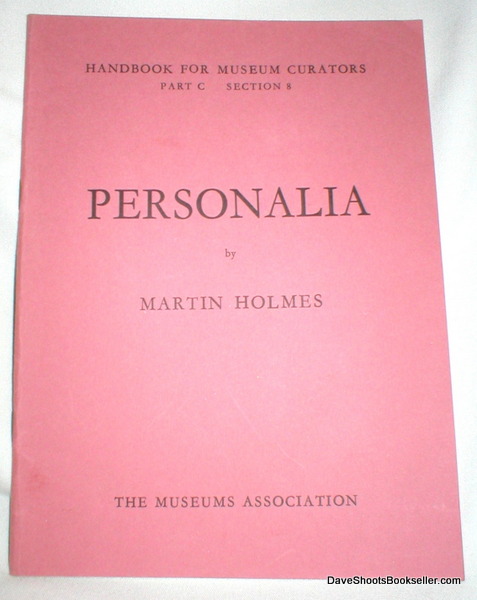 HANDBOOK FOR MUSEUM CURATORS
PART C SECTION 8
PERSONALIA
by
MARTIN HOLMES
THE MUSEUMS ASSOCIATION
DaveShootsBookseller.com